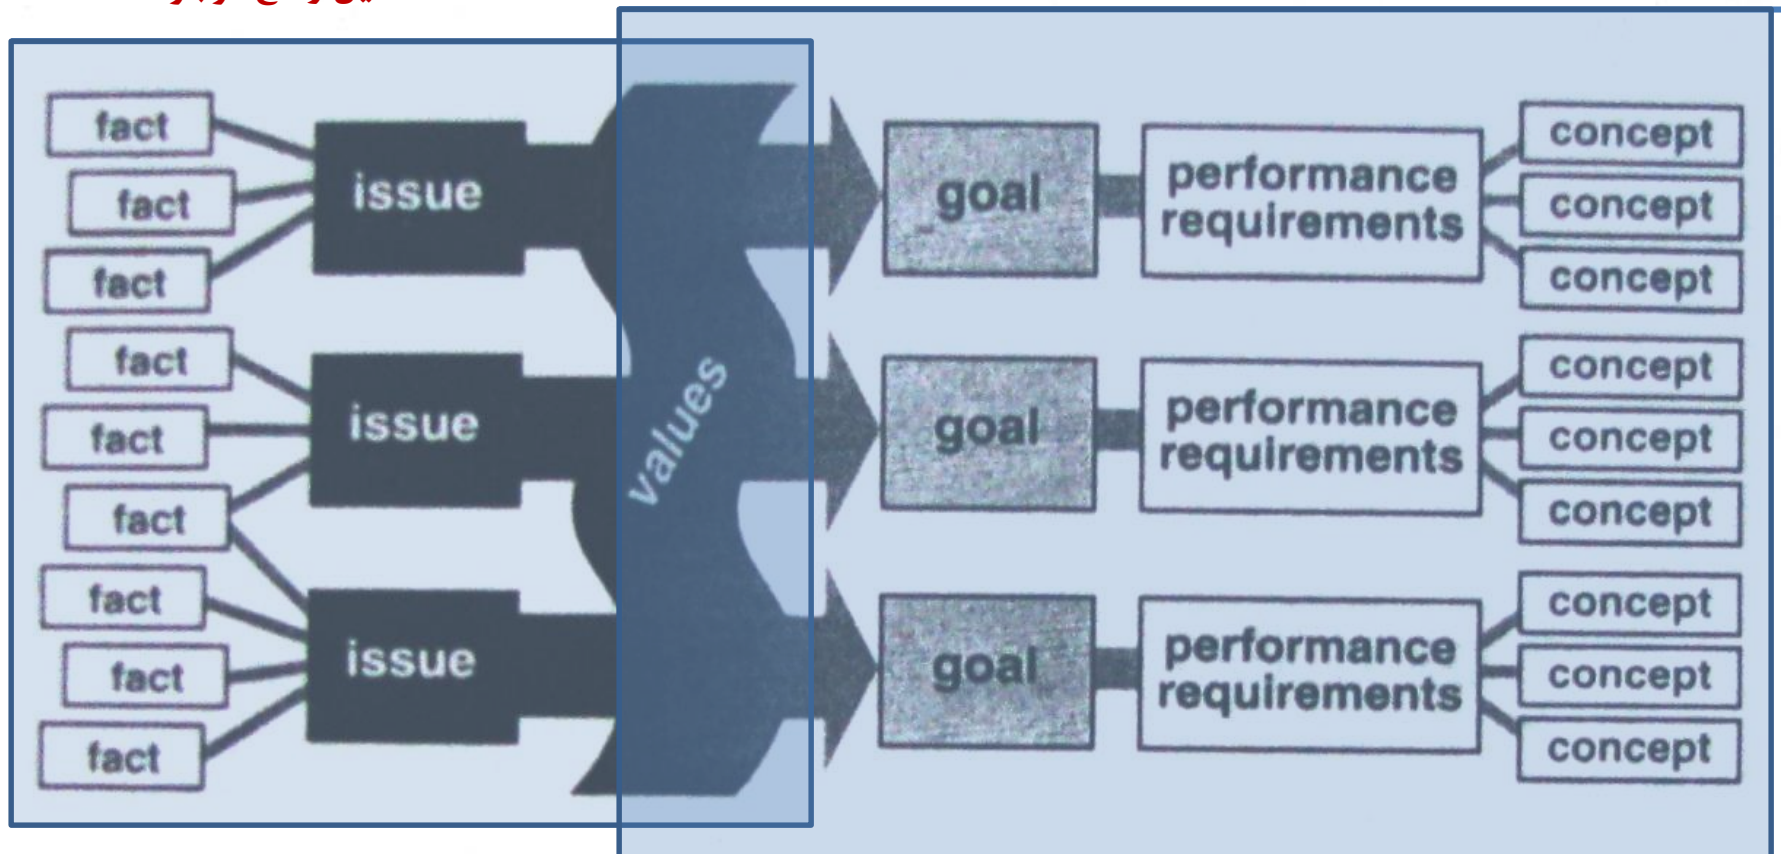 fact
fact
fact
fact
fact
fact
fact
fact
fact
issue
issue
issue
values
goal
goal
goal
performance
requirements
performance
requirements
performance
requirements
concept
concept
concept
concept
concept
concept
concept
concept
concept